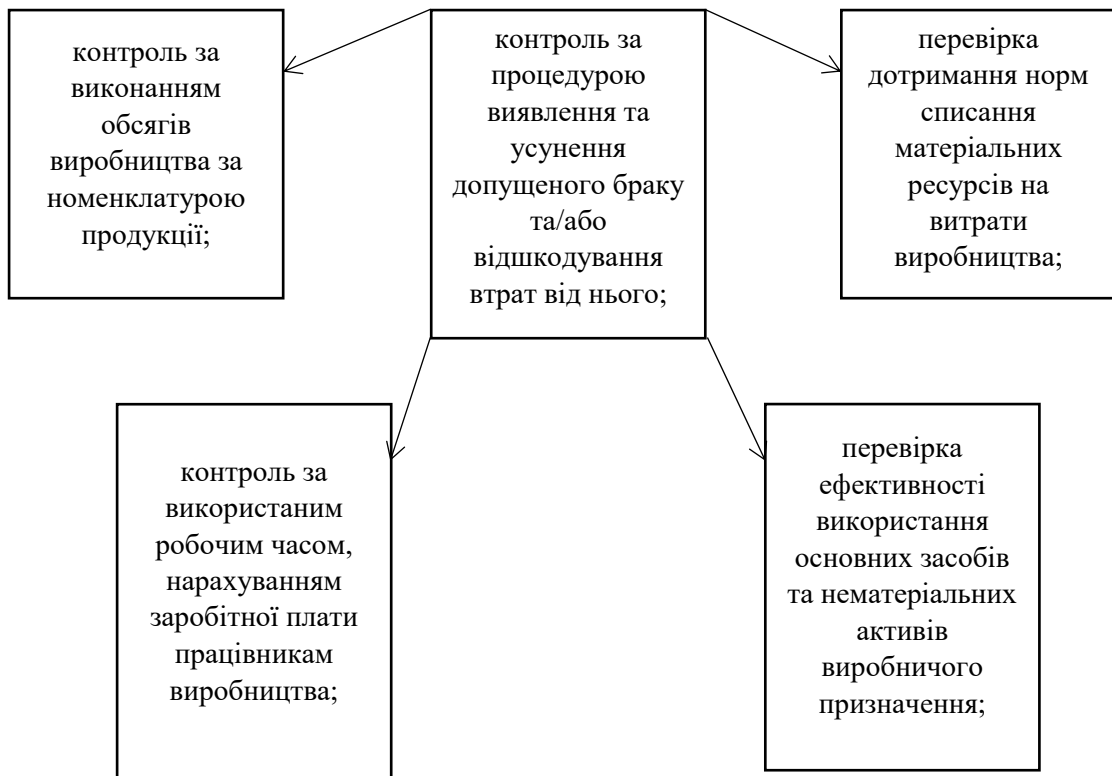 контроль за
виконанням
обсягів
виробництва за
номенклатурою
продукції;
контроль за
процедурою
виявлення та
усунення
допущеного браку
та/або
відшкодування
втрат від нього;
перевірка
дотримання норм
списання
матеріальних
ресурсів на
витрати
виробництва;
контроль за
використаним
робочим часом,
нарахуванням
заробітної плати
працівникам
виробництва;
перевірка
ефективності
використання
основних засобів
та нематеріальних
активів
виробничого
призначення;